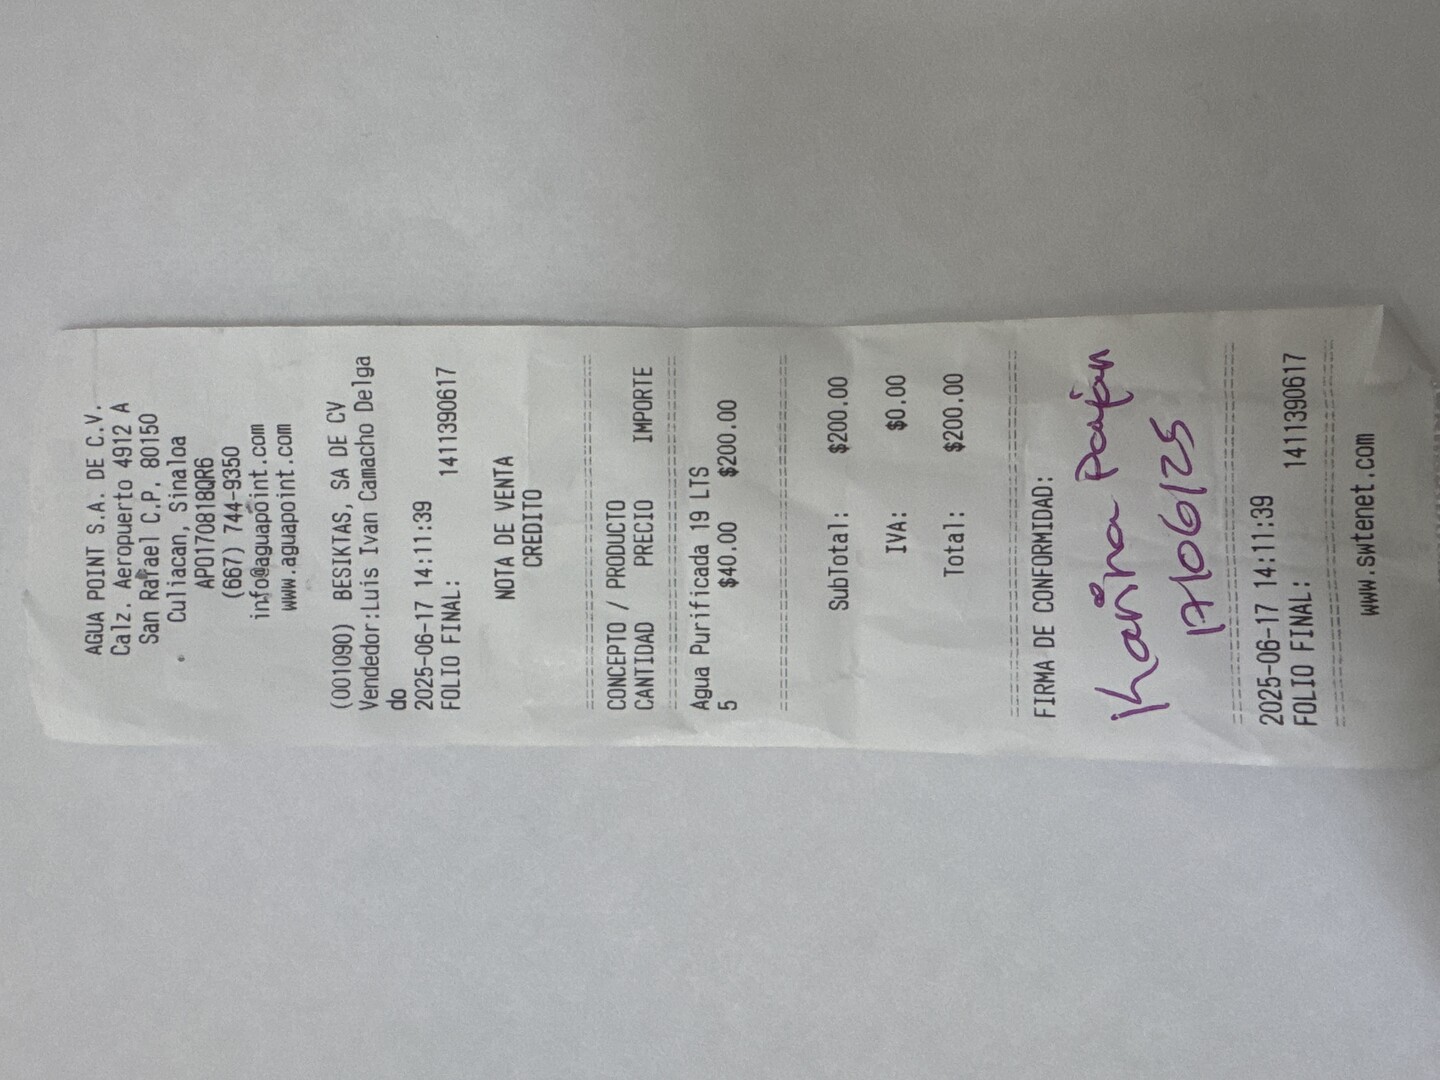 AGUA POINT S.A. DE C.V.
Calz. Aeropuerto 4912 A
San Rafael C.P. 80150
Culiacan, Sinaloa
APO170818QR6
(667) 744-9350
info@aguapoint.com
www.aguapoint.com
(001090) BESIKTAS, SA DE CV
Vendedor:Luis Ivan Camacho Delga
do
2025-06-17 14:11:39
FOLIO FINAL: 1411390617
NOTA DE VENTA
CREDITO
================================
CONCEPTO / PRODUCTO
CANTIDAD PRECIO IMPORTE
================================
Agua Purificada 19 LTS
5 $40.00 $200.00
================================
SubTotal: $200.00
IVA: $0.00
Total: $200.00
================================
FIRMA DE CONFORMIDAD:
Karina
17/06/25
================================
2025-06-17 14:11:39
FOLIO FINAL: 1411390617
================================
www.swtenet.com